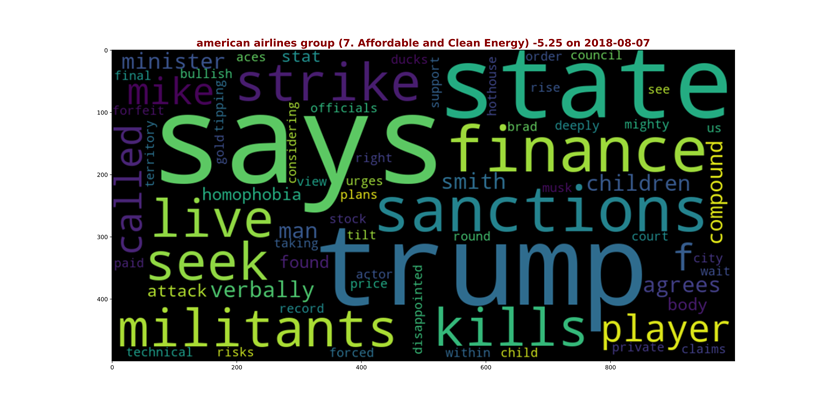 american airlines group (7. Affordable and Clean Energy) -5.25 on 2018-08-07
0
100
200
300
400
0 200 400 600 800
minister aces stat ducks order council
final bullish support hothouse rise see
mike strike state
forfeit tipping officials brad deeply mighty us
says
gold considering finance
territory called right compound
view urges smith musk children
homophobia plans
live stock sanctions
man tilt round court
taking trump f city
seek found actor wait
paid price agrees
attack verbally disappointed body
record
militants kills player
technical risks forced within child private claims